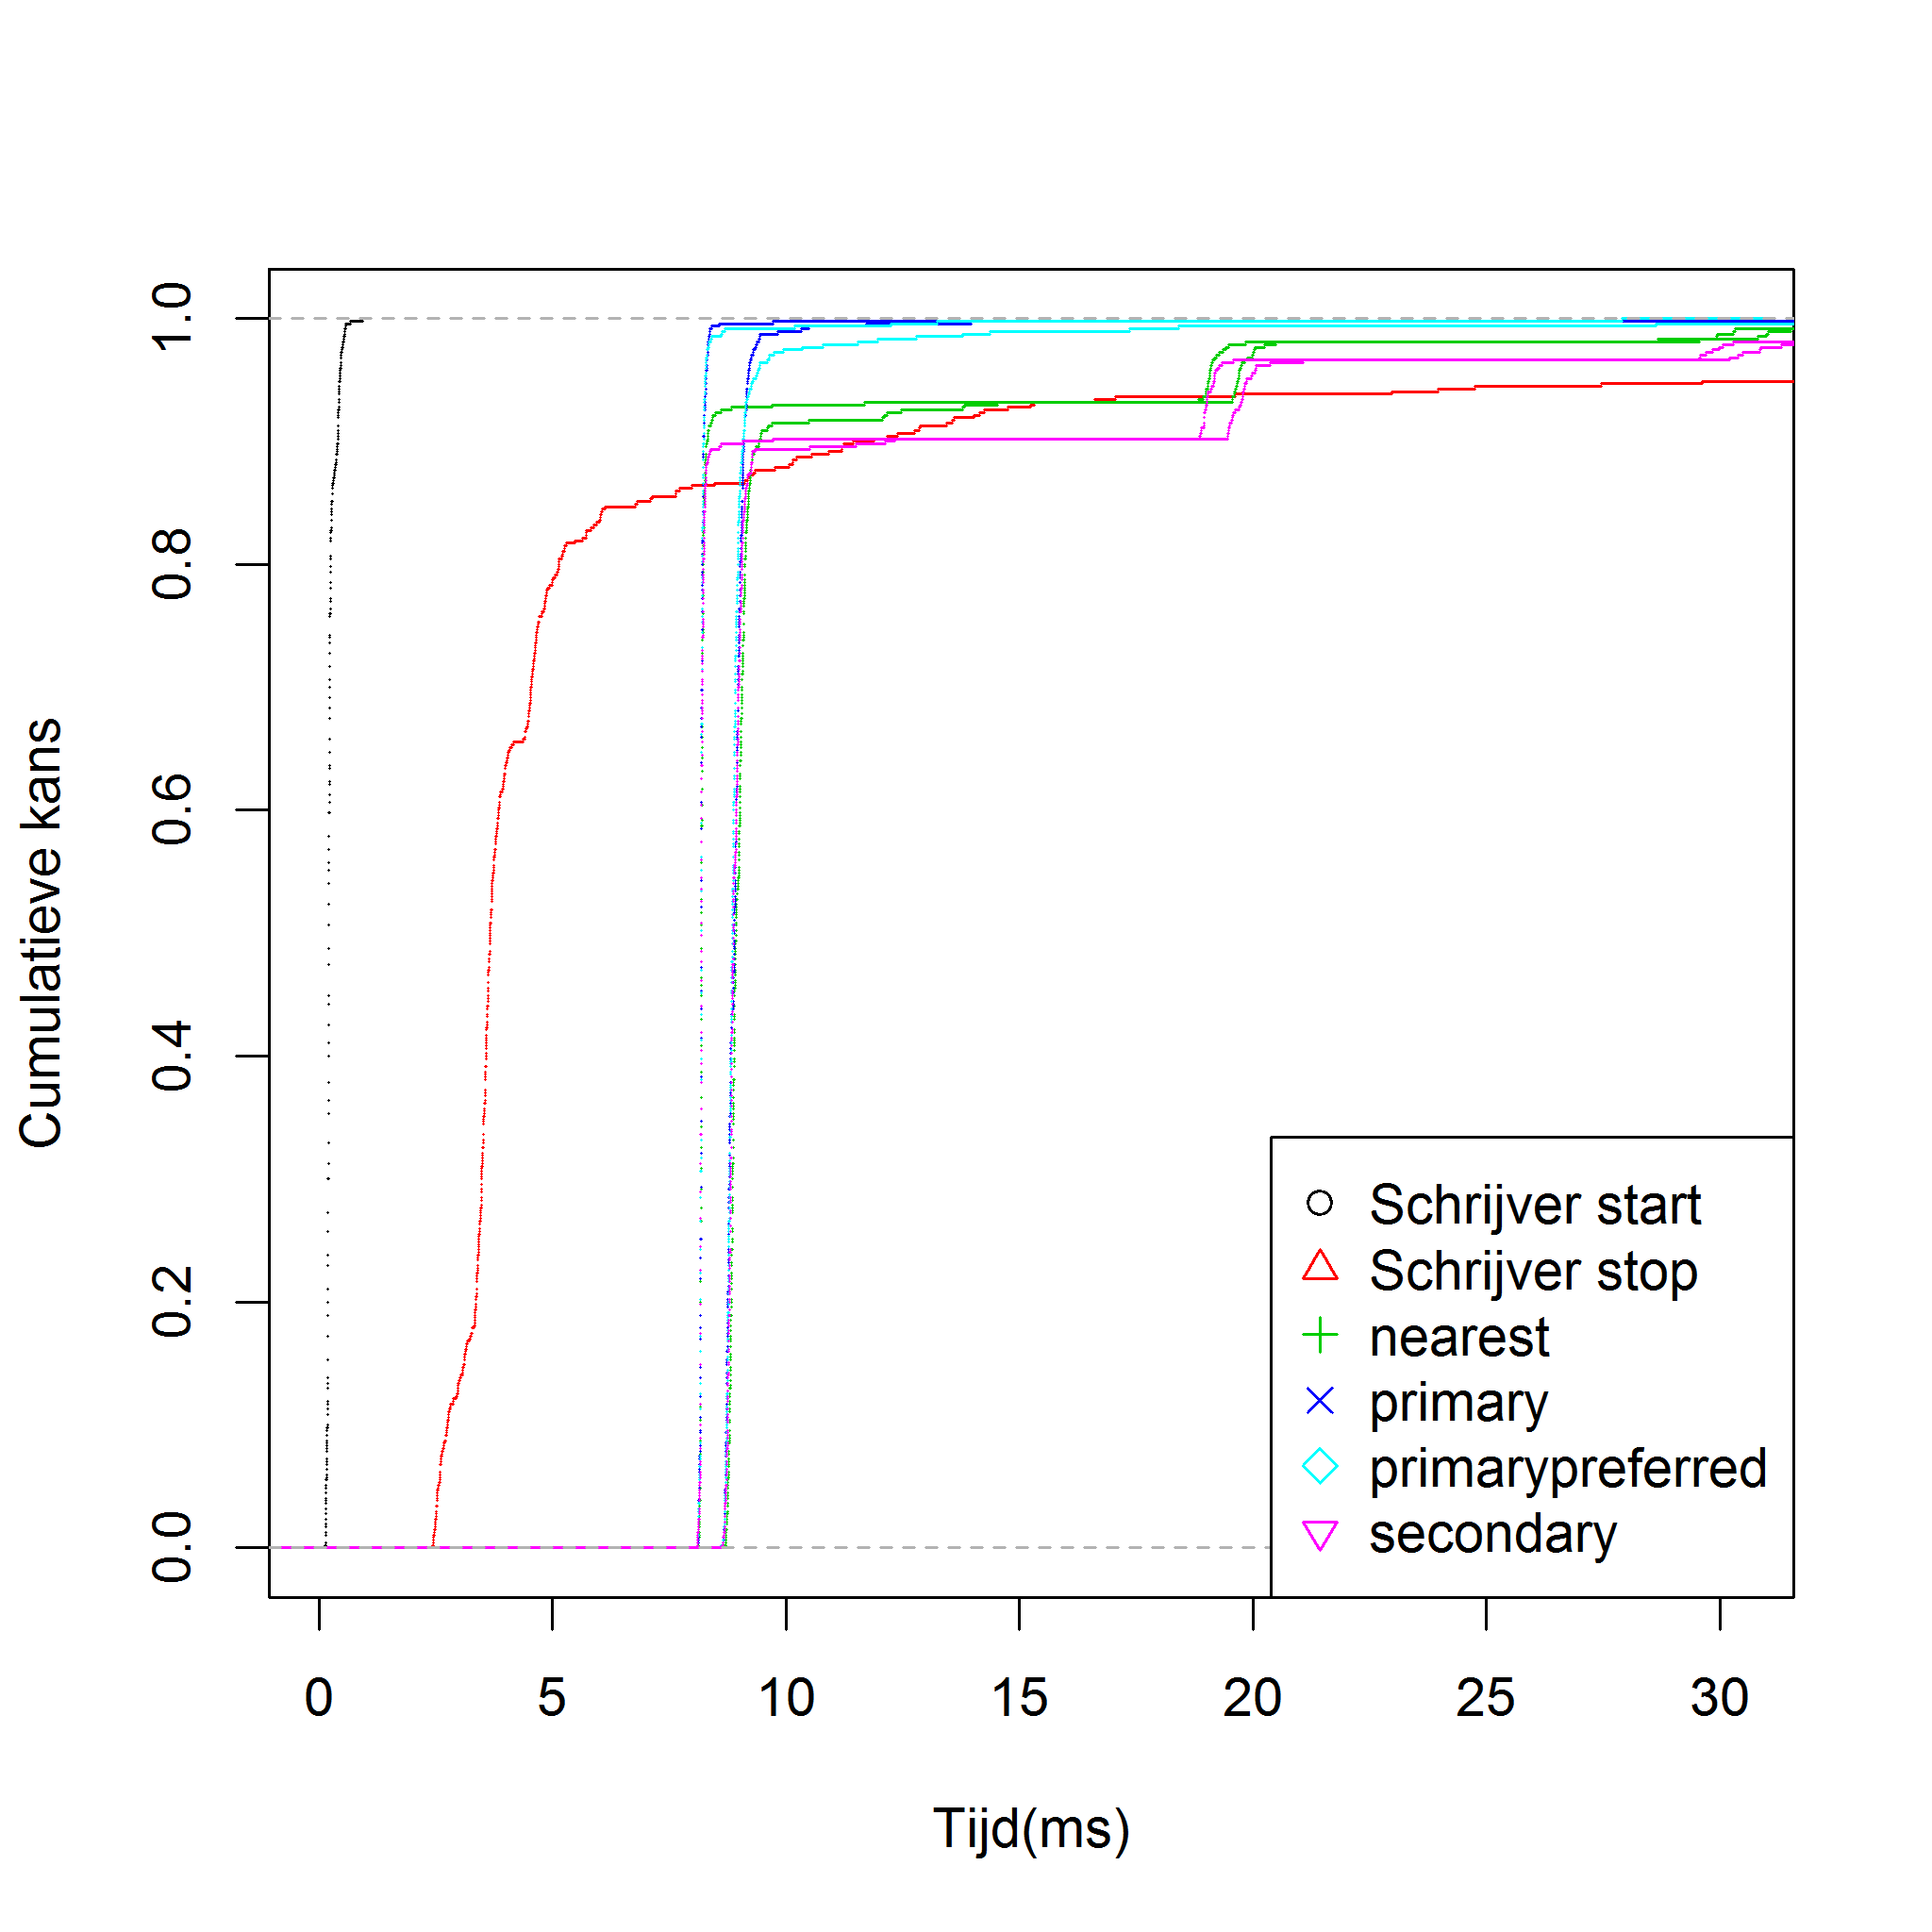 Cumulatieve kans
1.0
0.8
0.6
0.4
0.2
0.0
Schrijver start
Schrijver stop
nearest
primary
primarypreferred
secondary
0 5 10 15 20 25 30
Tijd(ms)